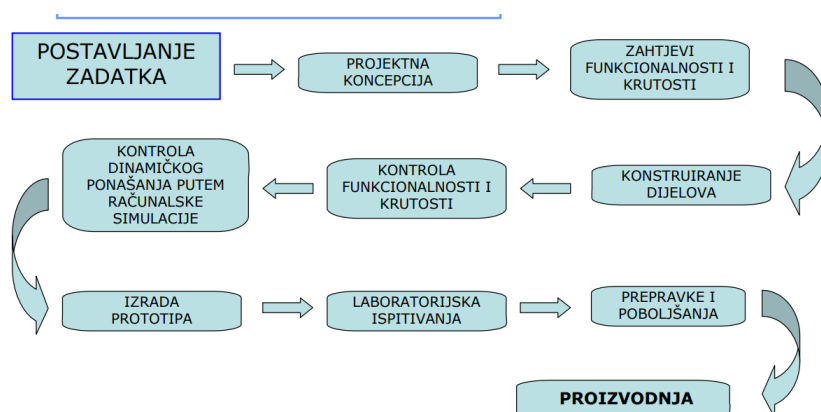 POSTAVLJANJE
ZADATKA
PROJEKTNA
KONCEPCIJA
ZAHTJEVI
FUNKCIONALNOSTI I
KRUTOSTI
KONSTRUIRANJE
DIJELOVA
KONTROLA
FUNKCIONALNOSTI I
KRUTOSTI
KONTROLA
DINAMIČKOG
PONAŠANJA PUTEM
RAČUNALSKE
SIMULACIJE
IZRADA
PROTOTIPA
LABORATORIJSKA
ISPITIVANJA
PREPRAVKE I
POBOLJŠANJA
PROIZVODNJA